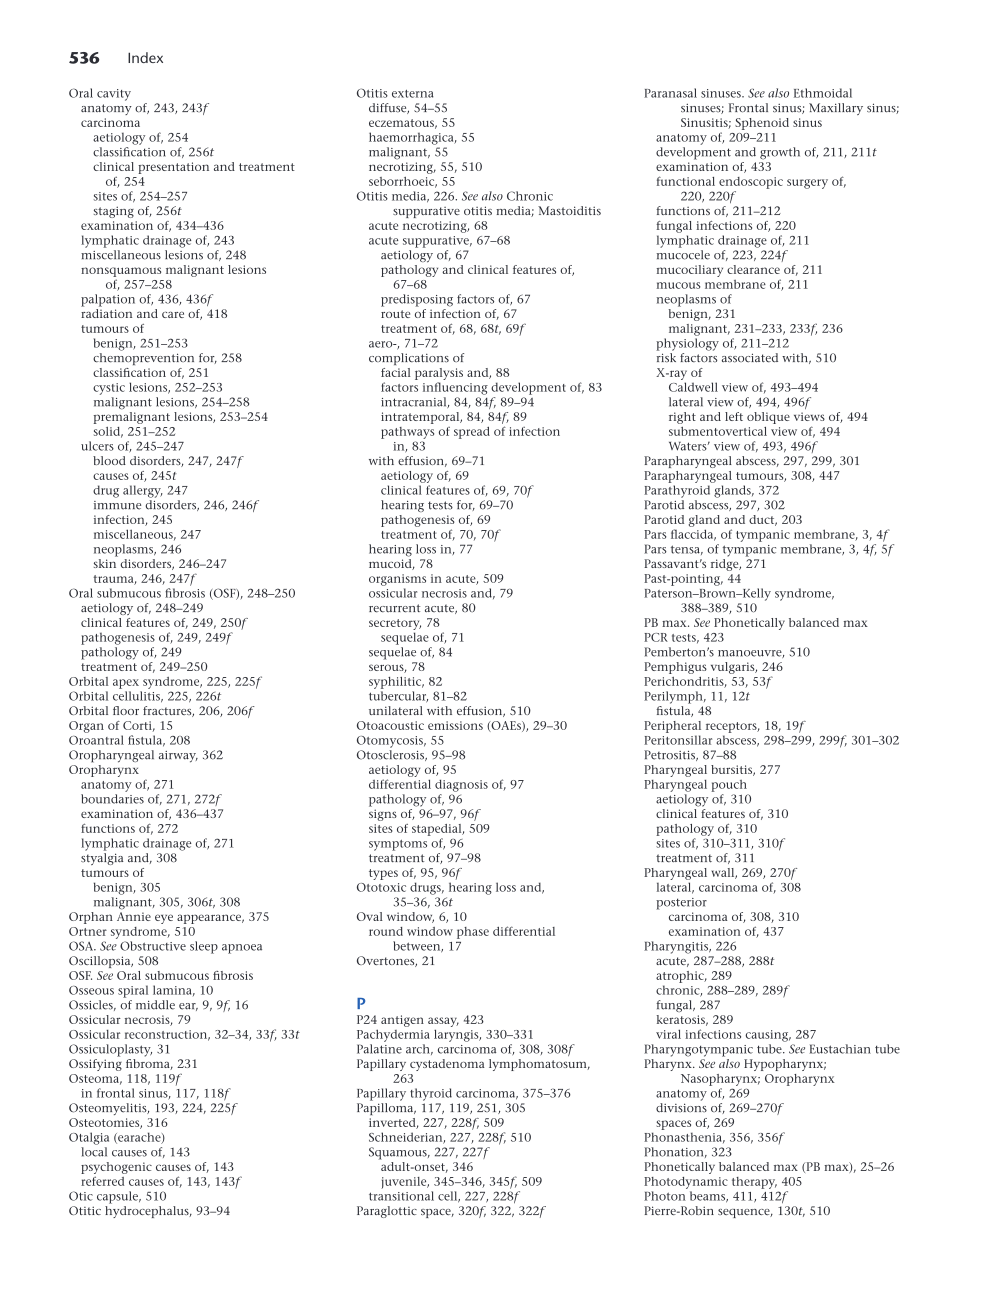 536 Index
Oral cavity
anatomy of, 243, 243f
carcinoma
aetiology of, 254
classification of, 256t
clinical presentation and treatment
of, 254
sites of, 254–257
staging of, 256t
examination of, 434–436
lymphatic drainage of, 243
miscellaneous lesions of, 248
nonsquamous malignant lesions
of, 257–258
palpation of, 436, 436f
radiation and care of, 418
tumours of
benign, 251–253
chemoprevention for, 258
classification of, 251
cystic lesions, 252–253
malignant lesions, 254–258
premalignant lesions, 253–254
solid, 251–252
ulcers of, 245–247
blood disorders, 247, 247f
causes of, 245t
drug allergy, 247
immune disorders, 246, 246f
infection, 245
miscellaneous, 247
neoplasms, 246
skin disorders, 246–247
trauma, 246, 247f
Oral submucous fibrosis (OSF), 248–250
aetiology of, 248–249
clinical features of, 249, 250f
pathogenesis of, 249, 249f
pathology of, 249
treatment of, 249–250
Orbital apex syndrome, 225, 225f
Orbital cellulitis, 225, 226t
Orbital floor fractures, 206, 206f
Organ of Corti, 15
Oroantral fistula, 208
Oropharyngeal airway, 362
Oropharynx
anatomy of, 271
boundaries of, 271, 272f
examination of, 436–437
functions of, 272
lymphatic drainage of, 271
styalgia and, 308
tumours of
benign, 305
malignant, 305, 306t, 308
Orphan Annie eye appearance, 375
Ortner syndrome, 510
OSA. See Obstructive sleep apnoea
Oscillopsia, 508
OSF. See Oral submucous fibrosis
Osseous spiral lamina, 10
Ossicles, of middle ear, 9, 9f, 16
Ossicular necrosis, 79
Ossicular reconstruction, 32–34, 33f, 33t
Ossiculoplasty, 31
Ossifying fibroma, 231
Osteoma, 118, 119f
in frontal sinus, 117, 118f
Osteomyelitis, 193, 224, 225f
Osteotomies, 316
Otalgia (earache)
local causes of, 143
psychogenic causes of, 143
referred causes of, 143, 143f
Otic capsule, 510
Otitic hydrocephalus, 93–94
Otitis externa
diffuse, 54–55
eczematous, 55
haemorrhagica, 55
malignant, 55
necrotizing, 55, 510
seborrhoeic, 55
Otitis media, 226. See also Chronic
suppurative otitis media; Mastoiditis
acute necrotizing, 68
acute suppurative, 67–68
aetiology of, 67
pathology and clinical features of,
67–68
predisposing factors of, 67
route of infection of, 67
treatment of, 68, 68t, 69f
aero-, 71–72
complications of
facial paralysis and, 88
factors influencing development of, 83
intracranial, 84, 84f, 89–94
intratemporal, 84, 84f, 89
pathways of spread of infection
in, 83
with effusion, 69–71
aetiology of, 69
clinical features of, 69, 70f
hearing tests for, 69–70
pathogenesis of, 69
treatment of, 70, 70f
hearing loss in, 77
mucoid, 78
organisms in acute, 509
ossicular necrosis and, 79
recurrent acute, 80
secretory, 78
sequelae of, 71
sequelae of, 84
serous, 78
syphilitic, 82
tubercular, 81–82
unilateral with effusion, 510
Otoacoustic emissions (OAEs), 29–30
Otomycosis, 55
Otosclerosis, 95–98
aetiology of, 95
differential diagnosis of, 97
pathology of, 96
signs of, 96–97, 96f
sites of stapedial, 509
symptoms of, 96
treatment of, 97–98
types of, 95, 96f
Ototoxic drugs, hearing loss and,
35–36, 36t
Oval window, 6, 10
round window phase differential
between, 17
Overtones, 21
P
P24 antigen assay, 423
Pachydermia laryngis, 330–331
Palatine arch, carcinoma of, 308, 308f
Papillary cystadenoma lymphomatosum,
263
Papillary thyroid carcinoma, 375–376
Papilloma, 117, 119, 251, 305
inverted, 227, 228f, 509
Schneiderian, 227, 228f, 510
Squamous, 227, 227f
adult-onset, 346
juvenile, 345–346, 345f, 509
transitional cell, 227, 228f
Paraglottic space, 320f, 322, 322f
Paranasal sinuses. See also Ethmoidal
sinuses; Frontal sinus; Maxillary sinus;
Sinusitis; Sphenoid sinus
anatomy of, 209–211
development and growth of, 211, 211t
examination of, 433
functional endoscopic surgery of,
220, 220f
functions of, 211–212
fungal infections of, 220
lymphatic drainage of, 211
mucocele of, 223, 224f
mucociliary clearance of, 211
mucous membrane of, 211
neoplasms of
benign, 231
malignant, 231–233, 233f, 236
physiology of, 211–212
risk factors associated with, 510
X-ray of
Caldwell view of, 493–494
lateral view of, 494, 496f
right and left oblique views of, 494
submentovertical view of, 494
Waters’ view of, 493, 496f
Parapharyngeal abscess, 297, 299, 301
Parapharyngeal tumours, 308, 447
Parathyroid glands, 372
Parotid abscess, 297, 302
Parotid gland and duct, 203
Pars flaccida, of tympanic membrane, 3, 4f
Pars tensa, of tympanic membrane, 3, 4f, 5f
Passavant’s ridge, 271
Past-pointing, 44
Paterson–Brown–Kelly syndrome,
388–389, 510
PB max. See Phonetically balanced max
PCR tests, 423
Pemberton’s manoeuvre, 510
Pemphigus vulgaris, 246
Perichondritis, 53, 53f
Perilymph, 11, 12t
fistula, 48
Peripheral receptors, 18, 19f
Peritonsillar abscess, 298–299, 299f, 301–302
Petrositis, 87–88
Pharyngeal bursitis, 277
Pharyngeal pouch
aetiology of, 310
clinical features of, 310
pathology of, 310
sites of, 310–311, 310f
treatment of, 311
Pharyngeal wall, 269, 270f
lateral, carcinoma of, 308
posterior
carcinoma of, 308, 310
examination of, 437
Pharyngitis, 226
acute, 287–288, 288t
atrophic, 289
chronic, 288–289, 289f
fungal, 287
keratosis, 289
viral infections causing, 287
Pharyngotympanic tube. See Eustachian tube
Pharynx. See also Hypopharynx;
Nasopharynx; Oropharynx
anatomy of, 269
divisions of, 269–270f
spaces of, 269
Phonasthenia, 356, 356f
Phonation, 323
Phonetically balanced max (PB max), 25–26
Photodynamic therapy, 405
Photon beams, 411, 412f
Pierre-Robin sequence, 130t, 510